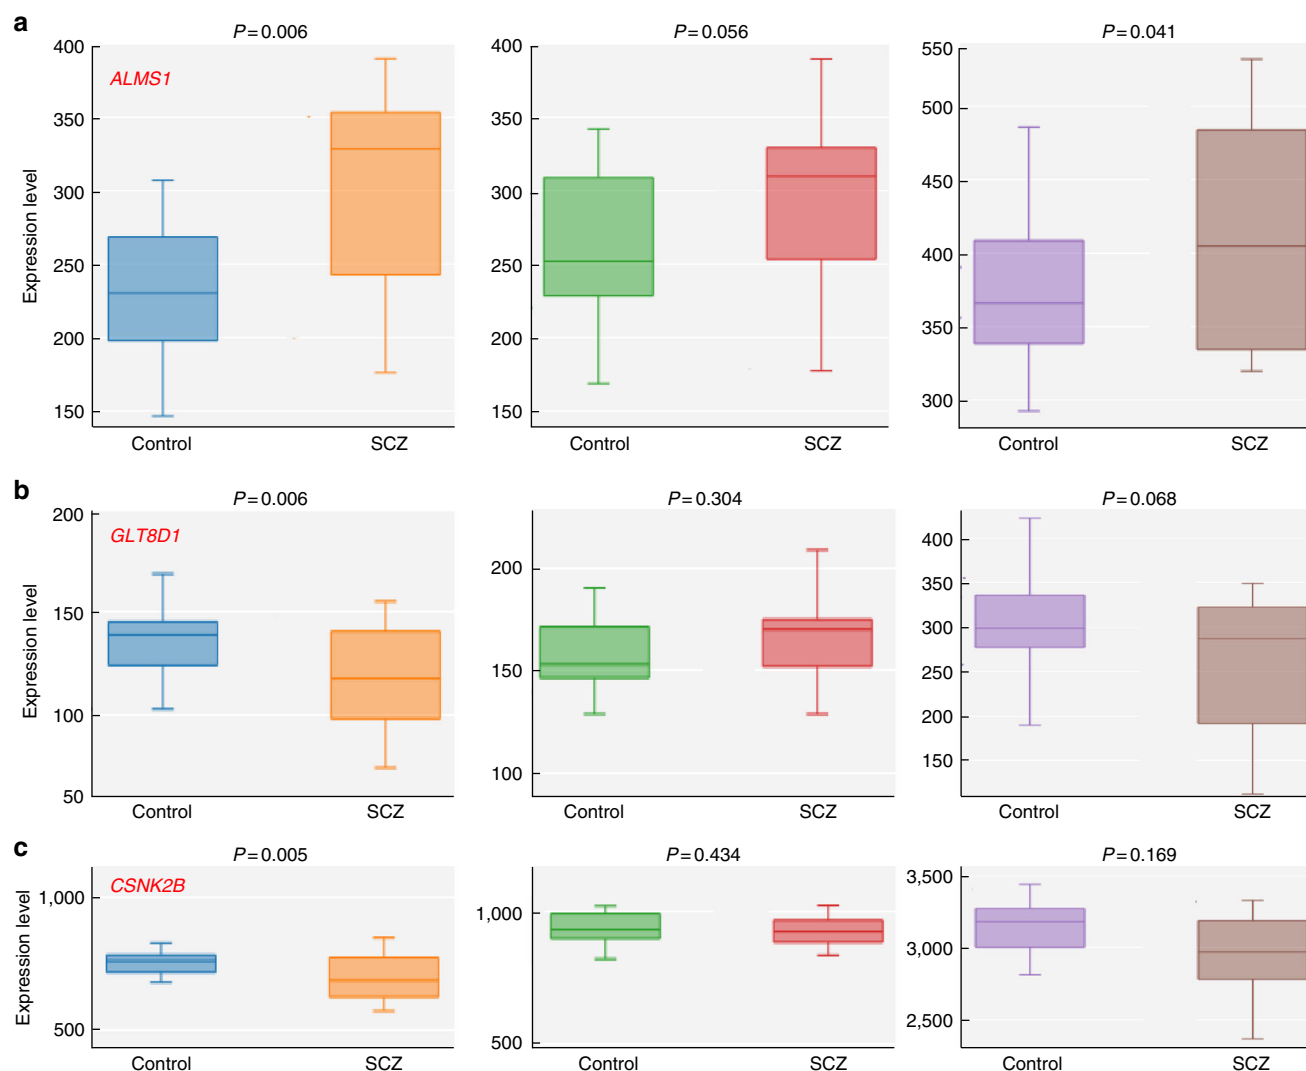 a
P = 0.006 P = 0.056 P = 0.041
ALMS1
Expression level
400
350
300
250
200
150
Control SCZ
400
350
300
250
200
150
Control SCZ
550
500
450
400
350
300
Control SCZ
b
P = 0.006 P = 0.304 P = 0.068
GLT8D1
Expression level
200
150
100
50
Control SCZ
200
150
100
Control SCZ
400
350
300
250
200
150
Control SCZ
c
P = 0.005 P = 0.434 P = 0.169
CSNK2B
Expression level
1,000
500
Control SCZ
1,000
500
Control SCZ
3,500
3,000
2,500
Control SCZ